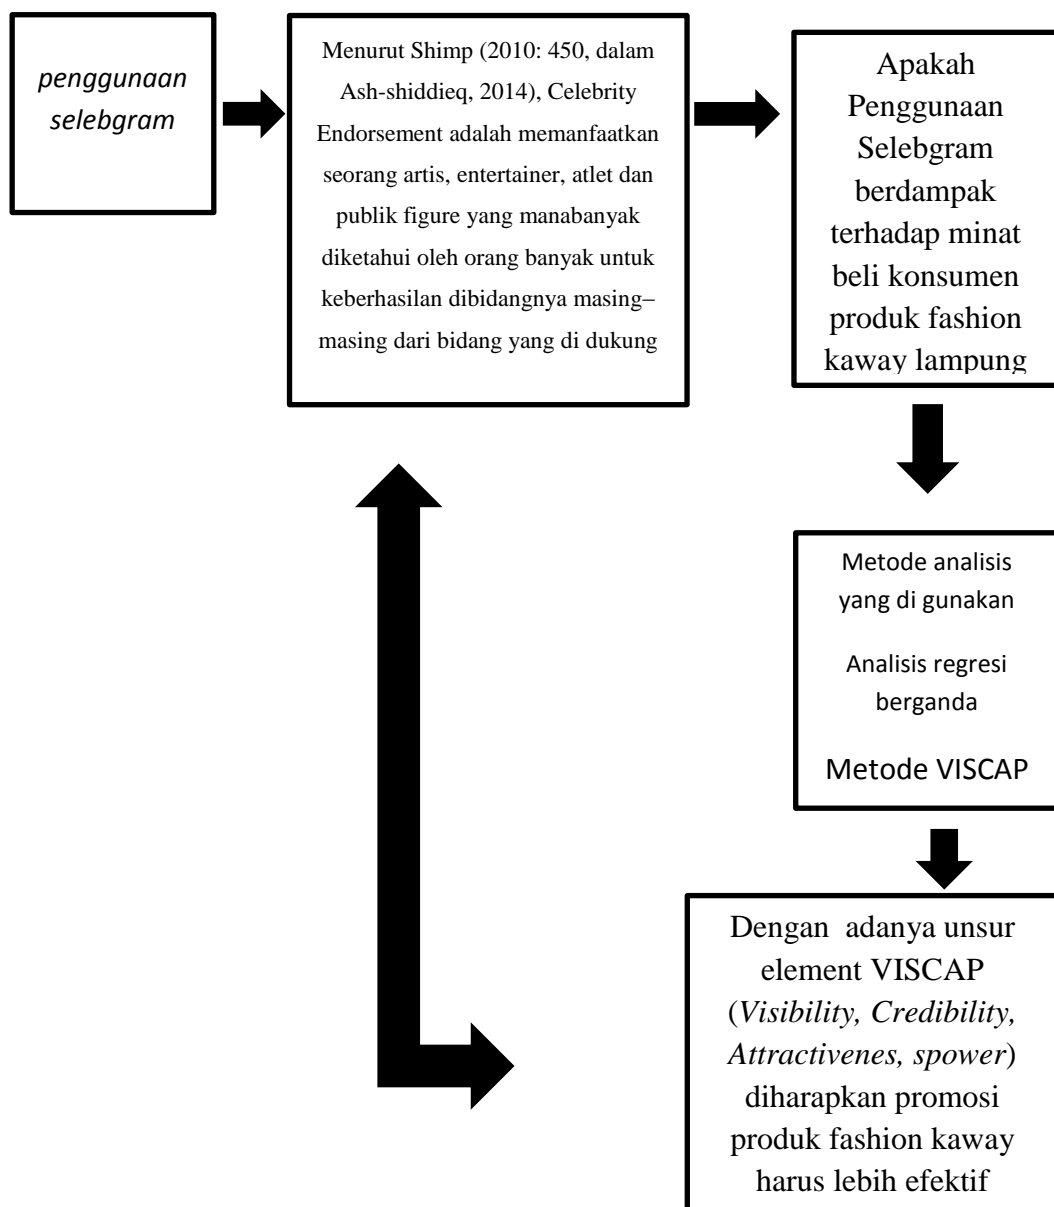 penggunaan
selebgram
Menurut Shimp (2010: 450, dalam
Ash-shiddieq, 2014), Celebrity
Endorsement adalah memanfaatkan
seorang artis, entertainer, atlet dan
publik figure yang manabanyak
diketahui oleh orang banyak untuk
keberhasilan dibidangnya masing–
masing dari bidang yang di dukung
Apakah
Penggunaan
Selebgram
berdampak
terhadap minat
beli konsumen
produk fashion
kaway lampung
Metode analisis
yang di gunakan
Analisis regresi
berganda
Metode VISCAP
Dengan  adanya unsur
element VISCAP
(Visibility, Credibility,
Attractivenes, spower)
diharapkan promosi
produk fashion kaway
harus lebih efektif